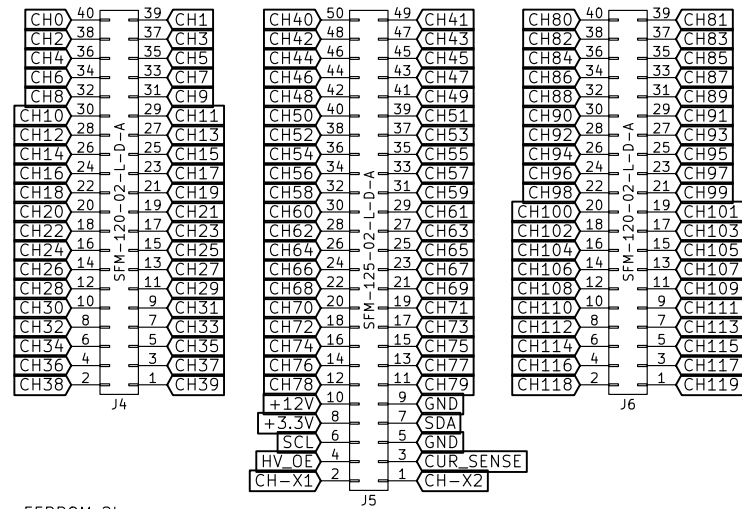 CH0 40 39 CH1
CH2 38 37 CH3
CH4 36 35 CH5
CH6 34 33 CH7
CH8 32 31 CH9
CH10 30 29 CH11
CH12 28 27 CH13
CH14 26 25 CH15
CH16 24 23 CH17
CH18 22 21 CH19
CH20 20 19 CH21
CH22 18 17 CH23
CH24 16 15 CH25
CH26 14 13 CH27
CH28 12 11 CH29
CH30 10 9 CH31
CH32 8 7 CH33
CH34 6 5 CH35
CH36 4 3 CH37
CH38 2 1 CH39
SFM-120-02-L-D-A
J4
CH40 50 49 CH41
CH42 48 47 CH43
CH44 46 45 CH45
CH46 44 43 CH47
CH48 42 41 CH49
CH50 40 39 CH51
CH52 38 37 CH53
CH54 36 35 CH55
CH56 34 33 CH57
CH58 32 31 CH59
CH60 30 29 CH61
CH62 28 27 CH63
CH64 26 25 CH65
CH66 24 23 CH67
CH68 22 21 CH69
CH70 20 19 CH71
CH72 18 17 CH73
CH74 16 15 CH75
CH76 14 13 CH77
CH78 12 11 CH79
+12V 10 9 GND
+3.3V 8 7 SDA
SCL 6 5 GND
HV_OE 4 3 CUR_SENSE
CH-X1 2 1 CH-X2
SFM-125-02-L-D-A
J5
CH80 40 39 CH81
CH82 38 37 CH83
CH84 36 35 CH85
CH86 34 33 CH87
CH88 32 31 CH89
CH90 30 29 CH91
CH92 28 27 CH93
CH94 26 25 CH95
CH96 24 23 CH97
CH98 22 21 CH99
CH100 20 19 CH101
CH102 18 17 CH103
CH104 16 15 CH105
CH106 14 13 CH107
CH108 12 11 CH109
CH110 10 9 CH111
CH112 8 7 CH113
CH114 6 5 CH115
CH116 4 3 CH117
CH118 2 1 CH119
SFM-120-02-L-D-A
J6